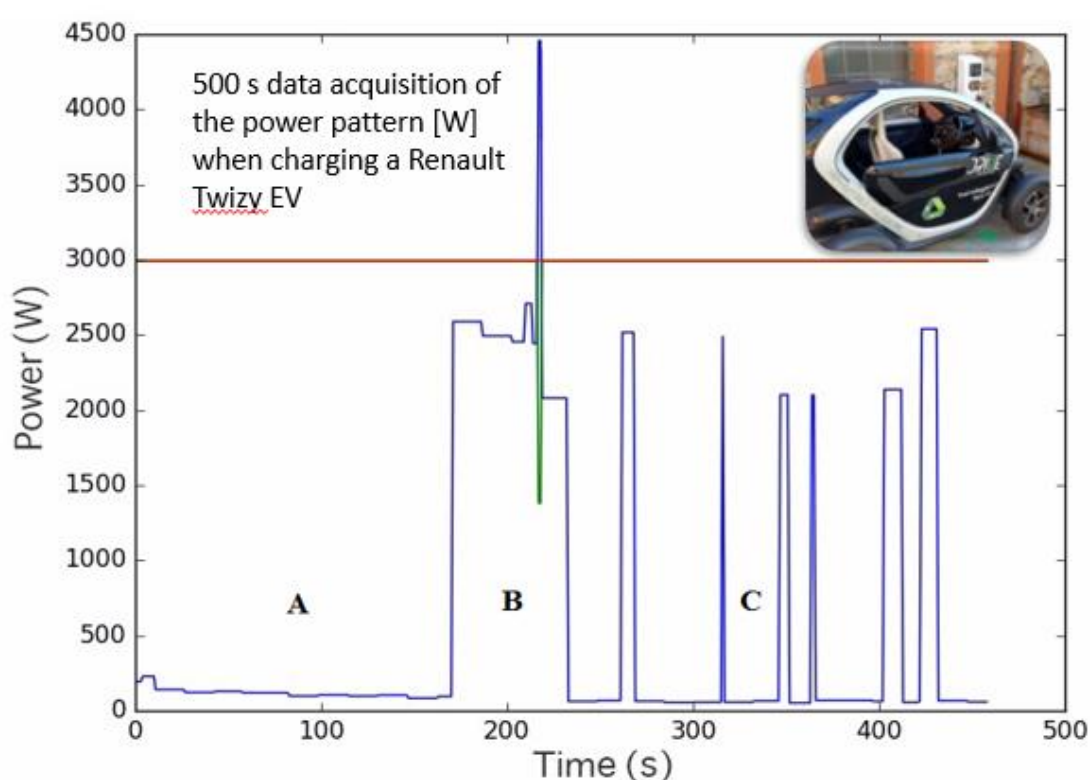 4500
500 s data acquisition of
the power pattern [W]
when charging a Renault
Twizy EV
4000
3500
3000
2500
2000
1500
1000
500
0
Power (W)
A
B
C
0
100
200
300
400
500
Time (s)